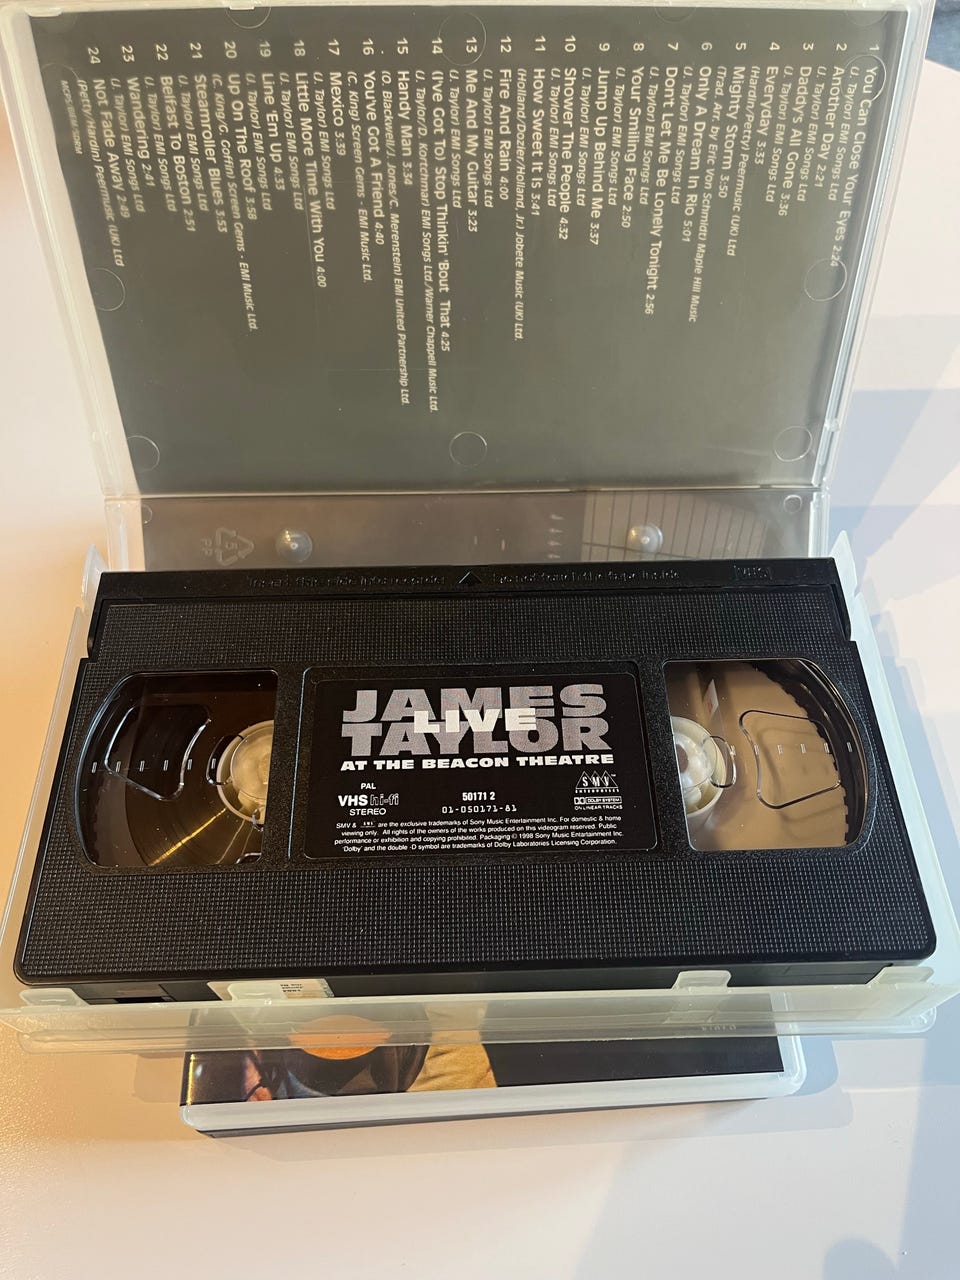 1 You Can Close Your Eyes 2:24
(J. Taylor) EMI Songs Ltd
2 Another Day 2:21
(J. Taylor) EMI Songs Ltd
3 Daddy's All Gone 3:36
(J. Taylor) EMI Songs Ltd
4 Everyday 3:33
(Hardin/Petty) Peermusic (UK) Ltd
5 Mighty Storm 3:50
(Trad. Arr. by Eric Von Schmidt) Maple Hill Music
6 Only A Dream In Rio 5:01
(J. Taylor) EMI Songs Ltd
7 Don't Let Me Be Lonely Tonight 2:56
(J. Taylor) EMI Songs Ltd
8 Your Smiling Face 2:50
(J. Taylor) EMI Songs Ltd
9 Jump Up Behind Me 3:37
(J. Taylor) EMI Songs Ltd
10 Shower The People 4:32
(J. Taylor) EMI Songs Ltd
11 How Sweet it is 3:41
(Holland/Dozier/Holland, Jr.) Jobete Music (UK) Ltd.
12 Fire And Rain 4:00
(J. Taylor) EMI Songs Ltd
13 Me And My Guitar 3:23
(J. Taylor) EMI Songs Ltd
14 (I've Got To) Stop Thinkin' 'Bout That 4:25
(J. Taylor/D. Kortchmar) EMI Songs Ltd./Warner Chappell Music Ltd.
15 Handy Man 3:34
(O. Blackwell/J. Jones/C. Merenstein) EMI United Partnership Ltd.
16 You've Got A Friend 4:40
(C. King) Screen Gems - EMI Music Ltd.
17 Mexico 3:39
(J. Taylor) EMI Songs Ltd
18 Little More Time With You 4:00
(J. Taylor) EMI Songs Ltd
19 Line 'Em Up 4:33
(J. Taylor) EMI Songs Ltd
20 Up On The Roof 3:58
(C. King/G. Goffin) Screen Gems - EMI Music Ltd.
21 Steamroller Blues 3:53
(J. Taylor) EMI Songs Ltd
22 Belfast To Boston 2:51
(J. Taylor) EMI Songs Ltd
23 Wandering 2:41
(J. Taylor) EMI Songs Ltd
24 Not Fade Away 2:49
(Petty/Hardin) Peermusic (UK) Ltd
5
PP
Insert this side into recorder
Do not touch the tape inside
VHS
JAMES
LIVE
TAYLOR
AT THE BEACON THEATRE
PAL
VHS hi-fi
STEREO
50171 2
01-050171-81
SMV
ENTERPRISES
DOLBY SYSTEM
ON LINEAR TRACKS
SMV & are the exclusive trademarks of Sony Music Entertainment Inc. For domestic & home
viewing only. All rights of the owners of the works produced on this videogram reserved. Public
performance or exhibition and copying prohibited. Packaging © 1998 Sony Music Entertainment Inc.
'Dolby' and the double -D symbol are trademarks of Dolby Laboratories Licensing Corporation.